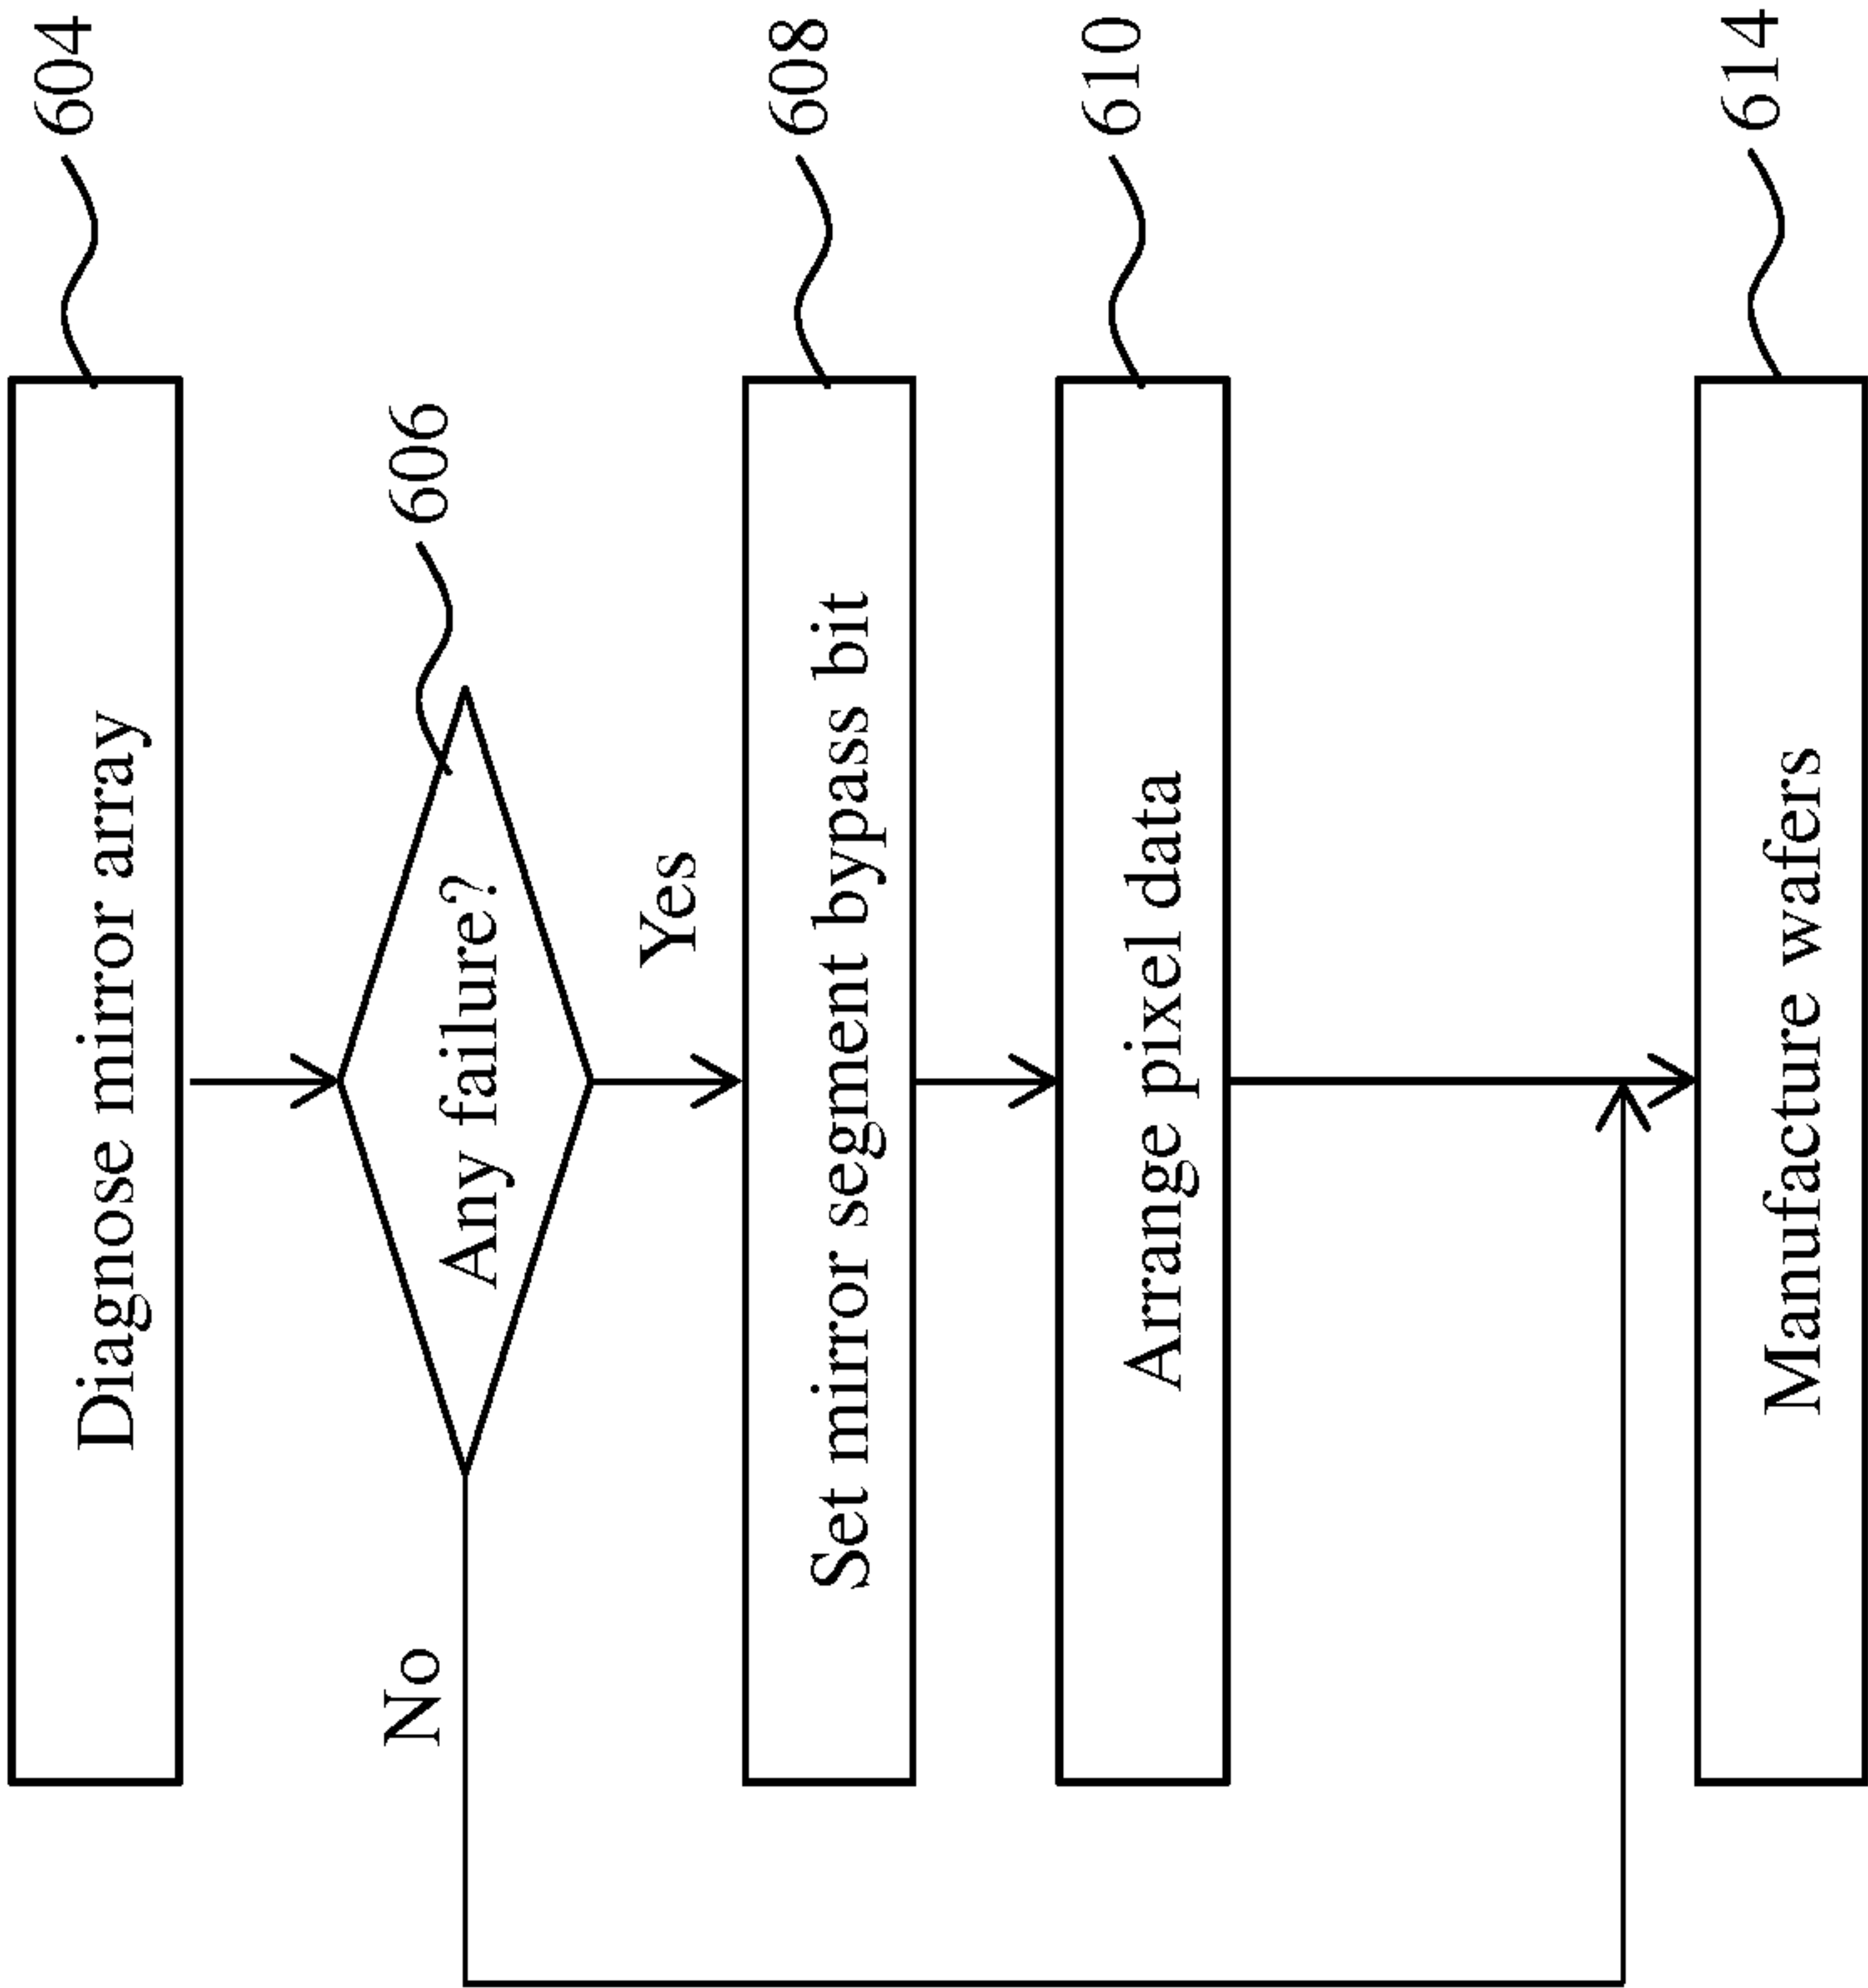 Diagnose mirror array
604
Any failure?
606
No
Yes
Set mirror segment bypass bit
608
Arrange pixel data
610
Manufacture wafers
614